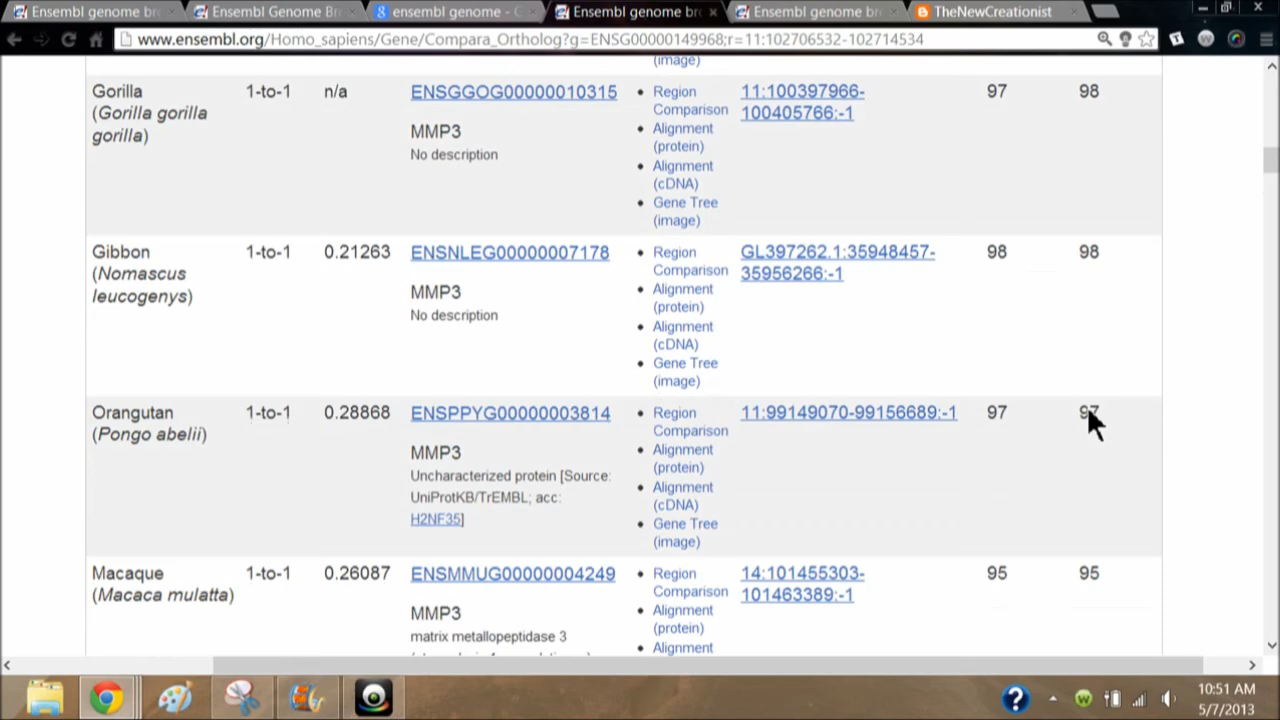 Ensembl genome bro
Ensembl Genome Bro
ensembl genome - G
Ensembl genome bro
Ensembl genome bro
TheNewCreationist
www.ensembl.org/Homo_sapiens/Gene/Compara_Ortholog?g=ENSG00000149968;r=11:102706532-102714534
(image)
Gorilla
(Gorilla gorilla
gorilla)
1-to-1
n/a
ENSGGOG00000010315
MMP3
No description
Region
Comparison
Alignment
(protein)
Alignment
(cDNA)
Gene Tree
(image)
11:100397966-
100405766:-1
97
98
Gibbon
(Nomascus
leucogenys)
1-to-1
0.21263
ENSNLEG00000007178
MMP3
No description
Region
Comparison
Alignment
(protein)
Alignment
(cDNA)
Gene Tree
(image)
GL397262.1:35948457-
35956266:-1
98
98
Orangutan
(Pongo abelii)
1-to-1
0.28868
ENSPPYG00000003814
MMP3
Uncharacterized protein [Source:
UniProtKB/TrEMBL; acc:
H2NF35]
Region
Comparison
Alignment
(protein)
Alignment
(cDNA)
Gene Tree
(image)
11:99149070-99156689:-1
97
97
Macaque
(Macaca mulatta)
1-to-1
0.26087
ENSMMUG00000004249
MMP3
matrix metallopeptidase 3
Region
Comparison
Alignment
(protein)
Alignment
14:101455303-
101463389:-1
95
95
10:51 AM
5/7/2013